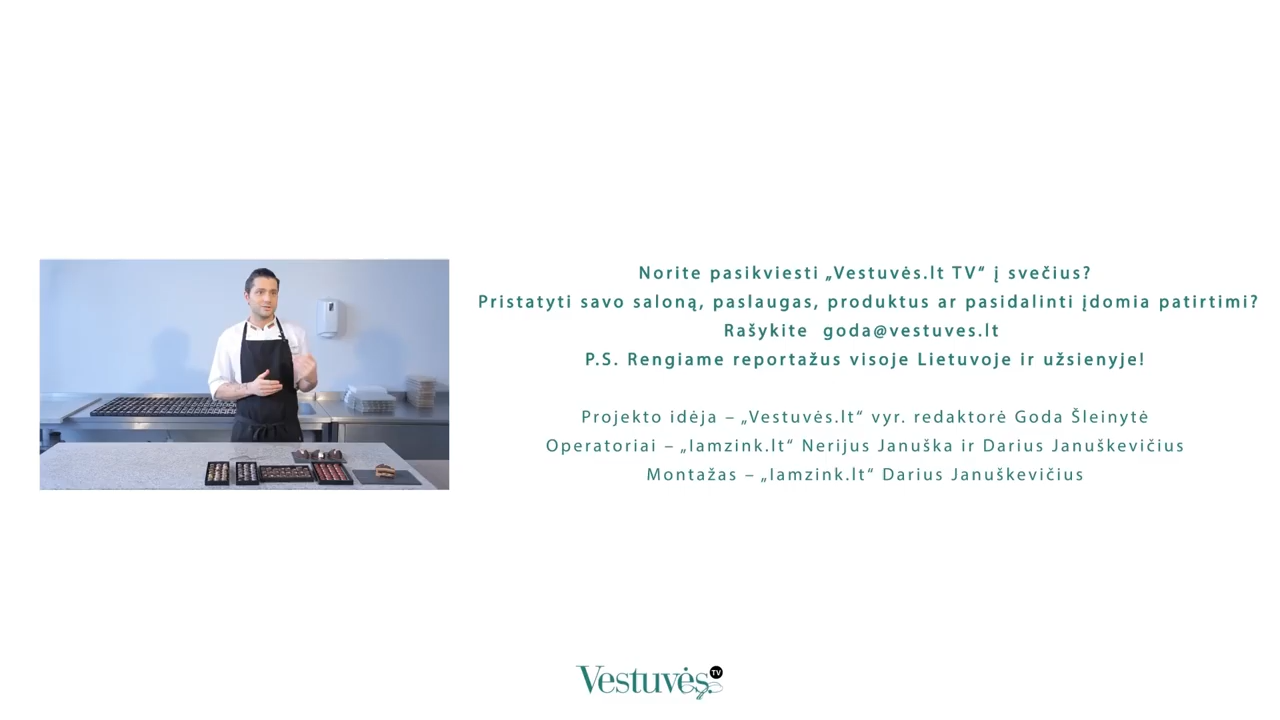 Norite pasikviesti „Vestuvės.lt TV“ į svečius?
Pristatyti savo saloną, paslaugas, produktus ar pasidalinti įdomia patirtimi?
Rašykite goda@vestuves.lt
P.S. Rengiame reportažus visoje Lietuvoje ir užsienyje!
Projekto idėja – „Vestuvės.lt“ vyr. redaktorė Goda Šleinytė
Operatoriai – „Iamzink.lt“ Nerijus Januška ir Darius Januškevičius
Montažas – „Iamzink.lt“ Darius Januškevičius
Vestuvės TV